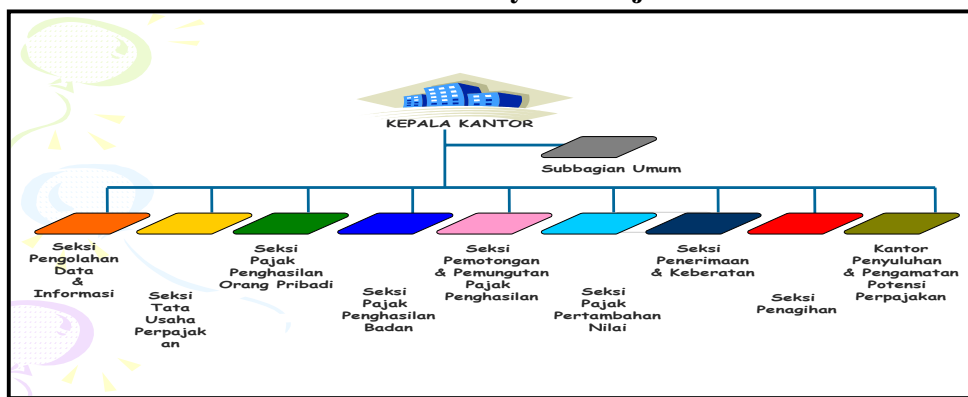 KEPALA KANTOR
Subbagian Umum
Seksi
Pengolahan
Data
&
Informasi
Seksi
Tata
Usaha
Perpajak
an
Seksi
Pajak
Penghasilan
Orang Pribadi
Seksi
Pajak
Penghasilan
Badan
Seksi
Pemotongan
& Pemungutan
Pajak
Penghasilan
Seksi
Pajak
Pertambahan
Nilai
Seksi
Penerimaan
& Keberatan
Seksi
Penagihan
Kantor
Penyuluhan
& Pengamatan
Potensi
Perpajakan